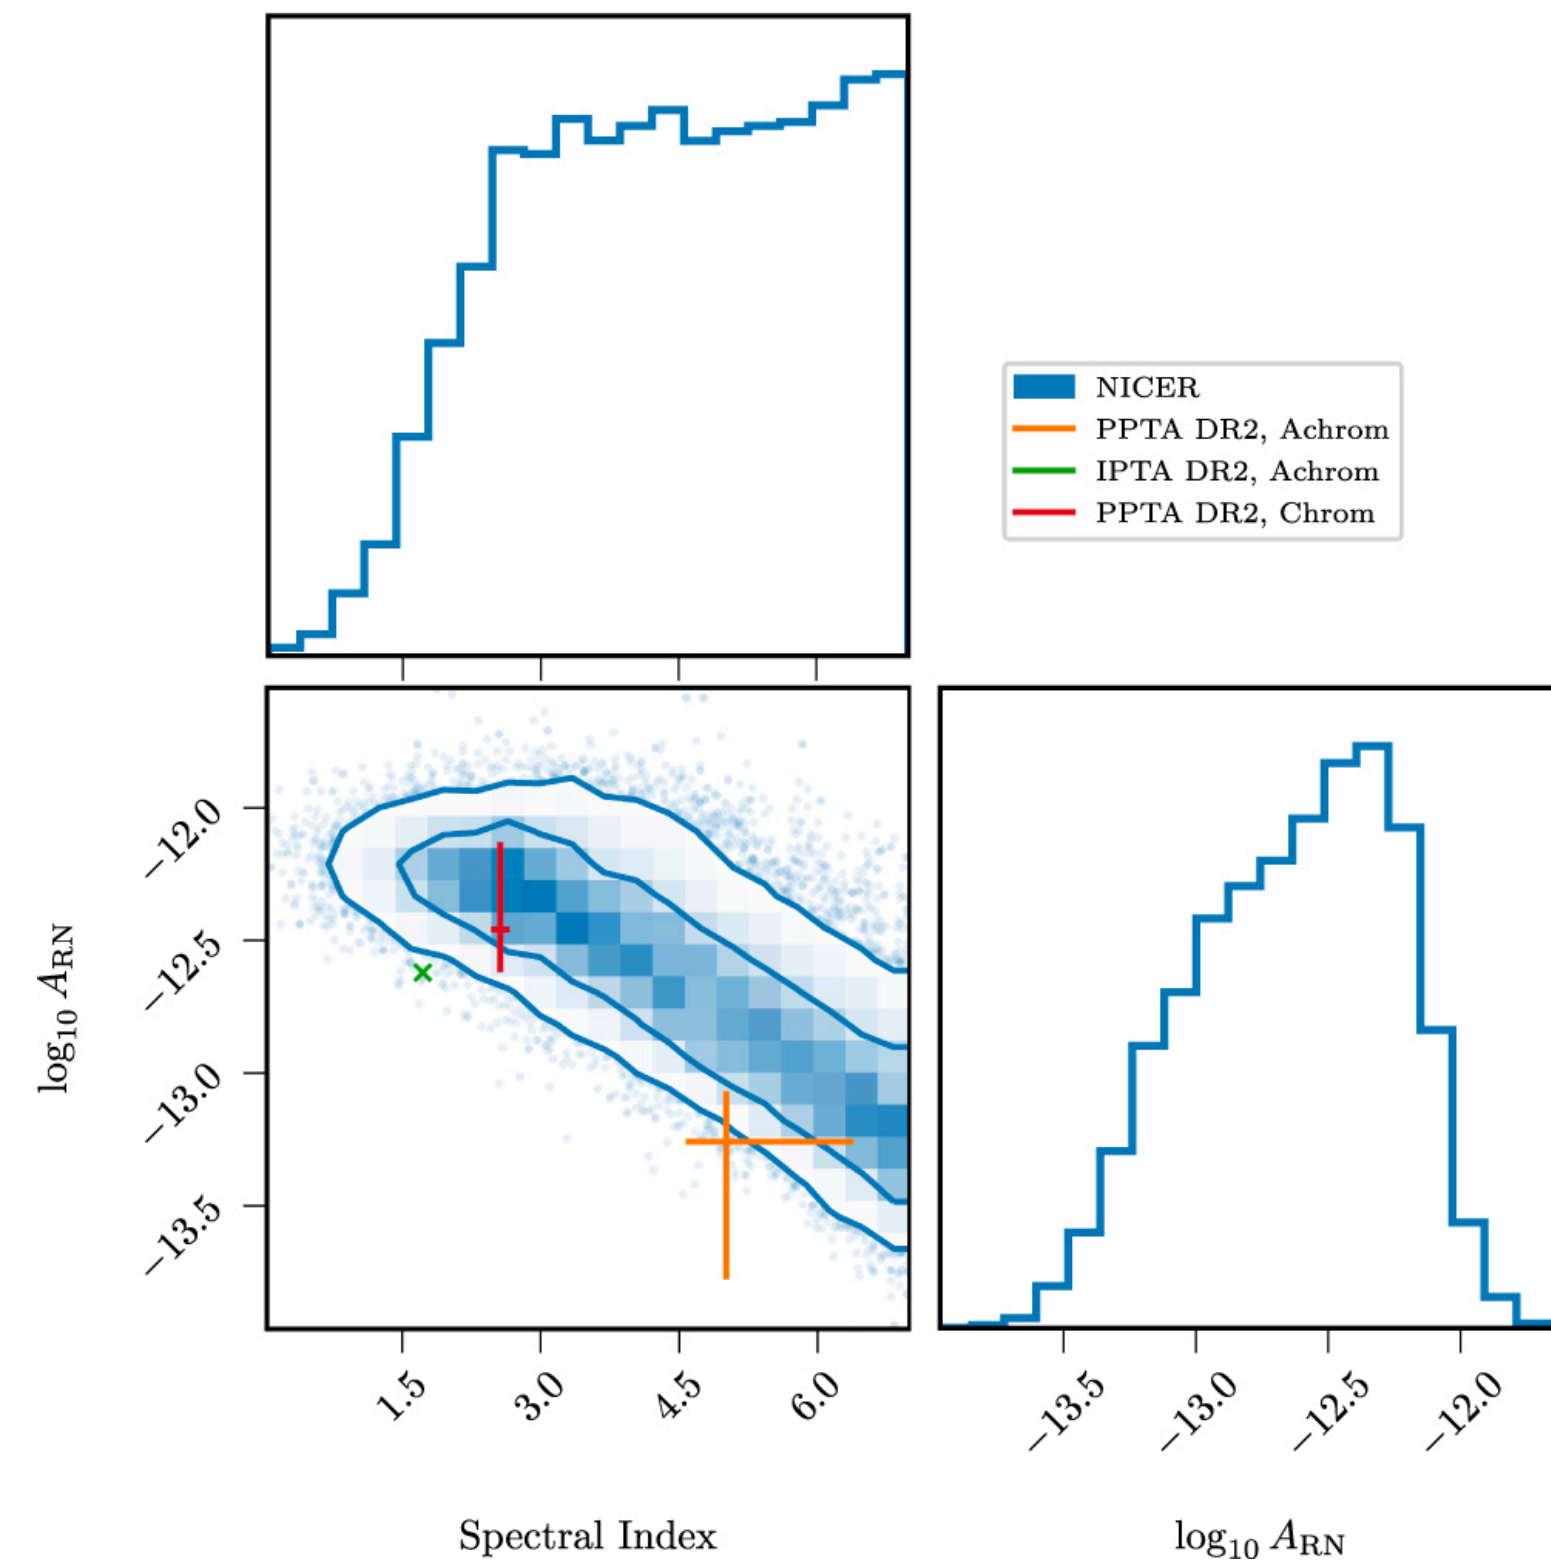 NICER
PPTA DR2, Achrom
IPTA DR2, Achrom
PPTA DR2, Chrom
log₁₀ A_RN
−12.0
−12.5
−13.0
−13.5
1.5 3.0 4.5 6.0
−13.5 −13.0 −12.5 −12.0
Spectral Index
log₁₀ A_RN